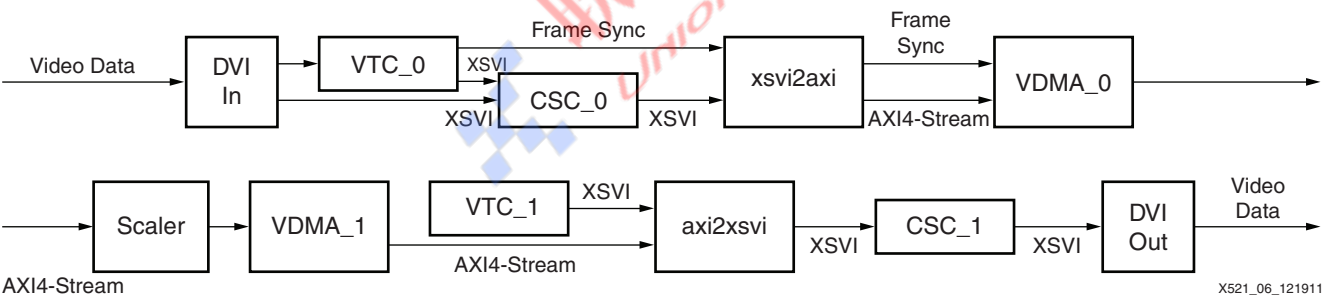 Frame Sync
Frame
Sync
Video Data
DVI
In
VTC_0
XSVI
CSC_0
XSVI
XSVI
xsvi2axi
AXI4-Stream
VDMA_0
AXI4-Stream
Scaler
VDMA_1
VTC_1
XSVI
AXI4-Stream
axi2xsvi
XSVI
CSC_1
XSVI
DVI
Out
Video
Data
X521_06_121911